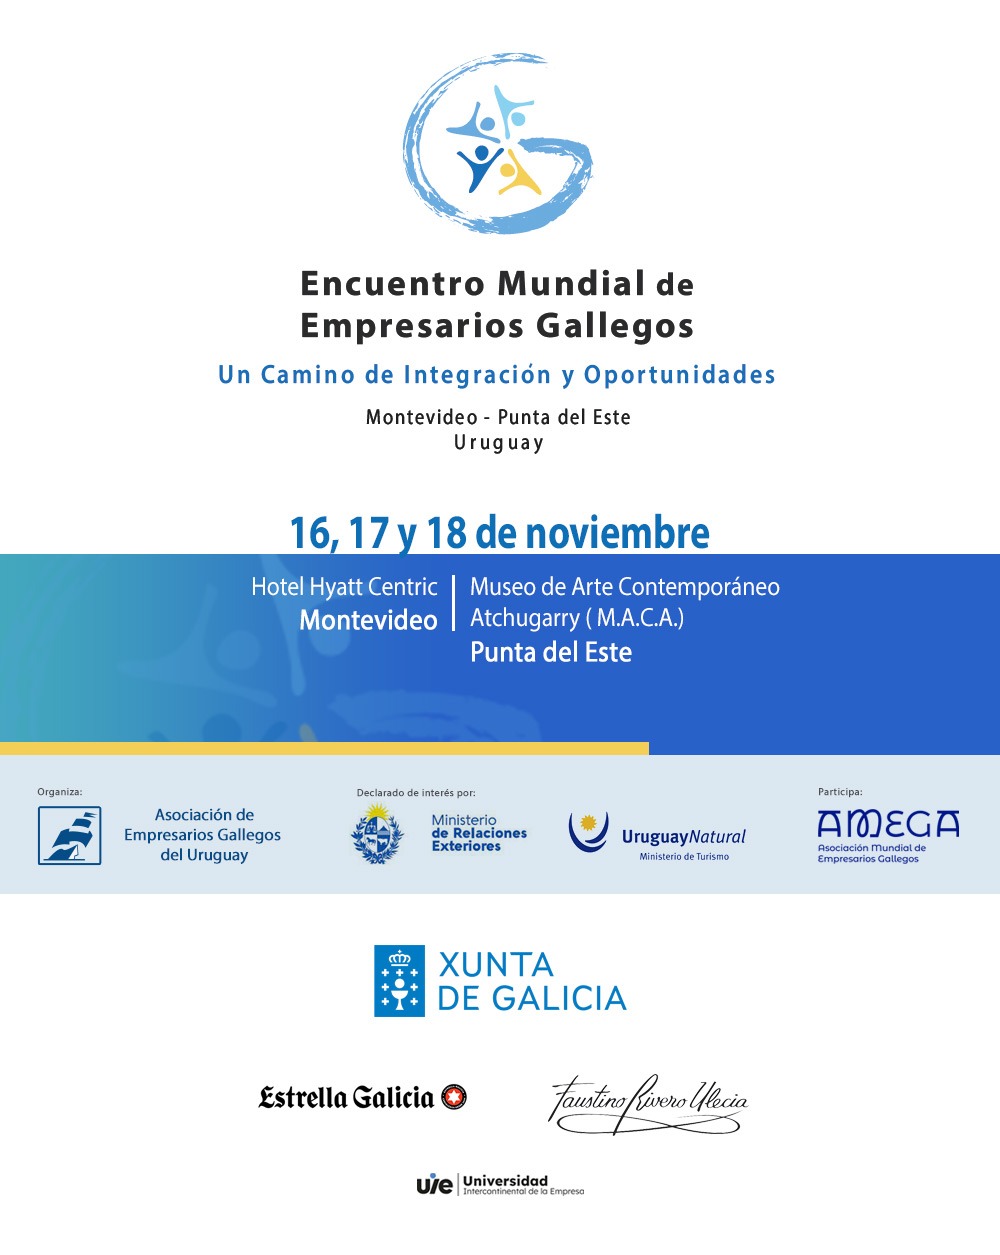 Encuentro Mundial de
Empresarios Gallegos
Un Camino de Integración y Oportunidades
Montevideo - Punta del Este
Uruguay
16, 17 y 18 de noviembre
Hotel Hyatt Centric
Montevideo
Museo de Arte Contemporáneo
Atchugarry ( M.A.C.A.)
Punta del Este
Organiza:
Asociación de
Empresarios Gallegos
del Uruguay
Declarado de interés por:
Ministerio
de Relaciones
Exteriores
UruguayNatural
Ministerio de Turismo
Participa:
AMEGA
Asociación Mundial de
Empresarios Gallegos
XUNTA
DE GALICIA
Estrella Galicia
Faustino Rivero Ulecia
uie Universidad
Intercontinental de la Empresa